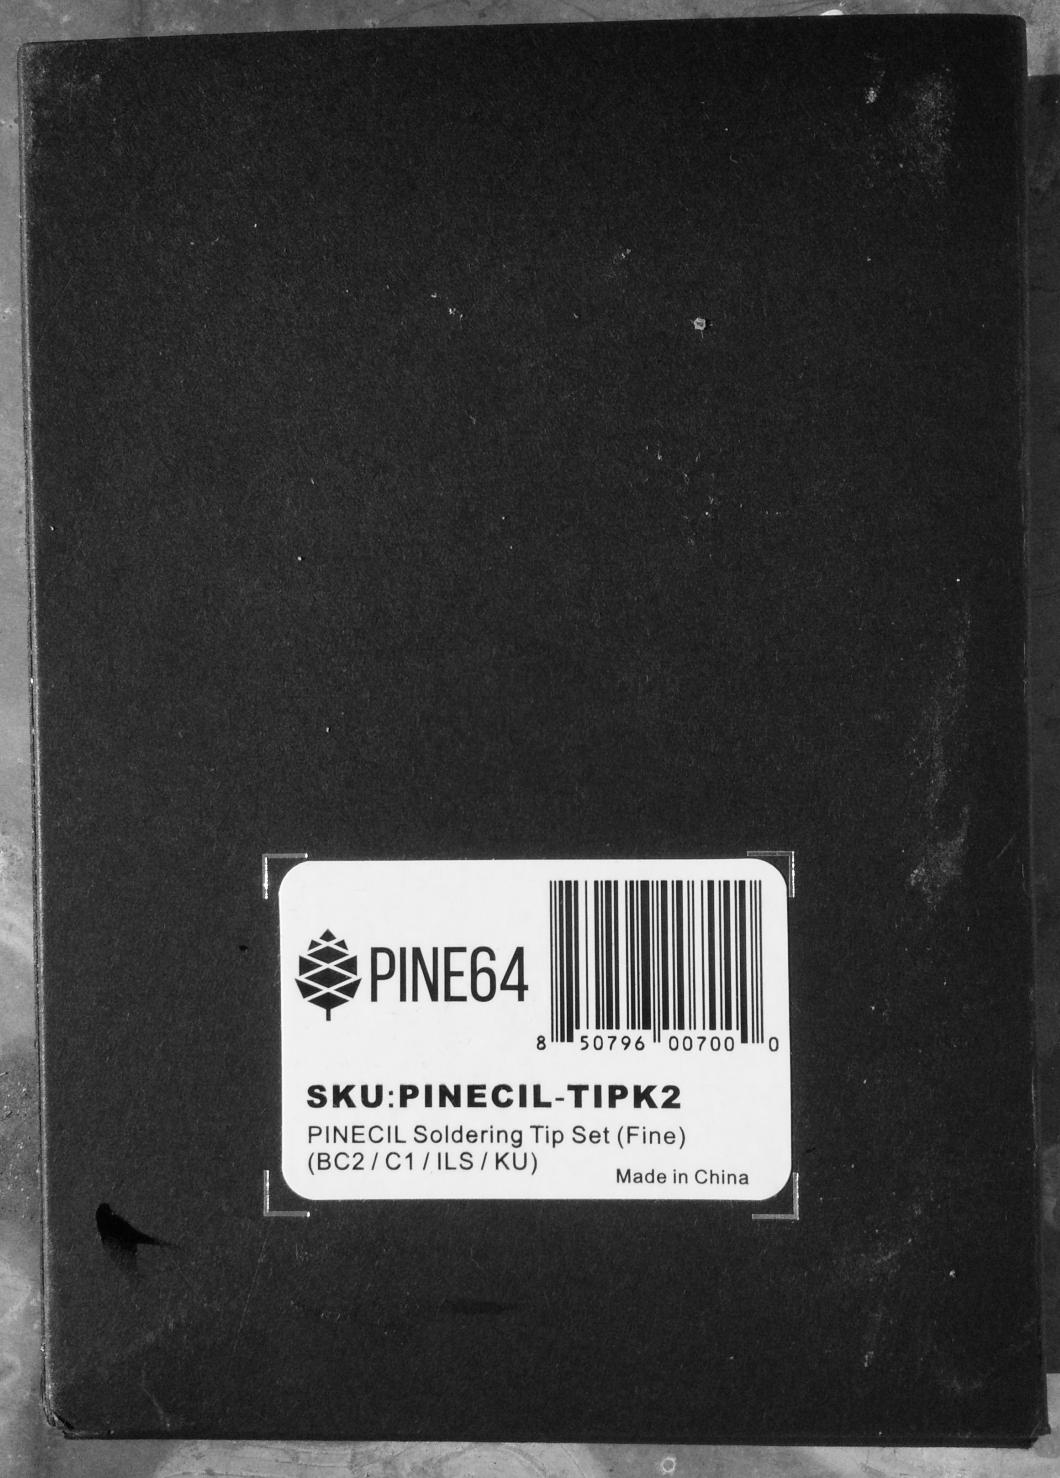 PINE64
8 50796 00700 0
SKU:PINECIL-TIPK2
PINECIL Soldering Tip Set (Fine)
(BC2 / C1 / ILS / KU)
Made in China